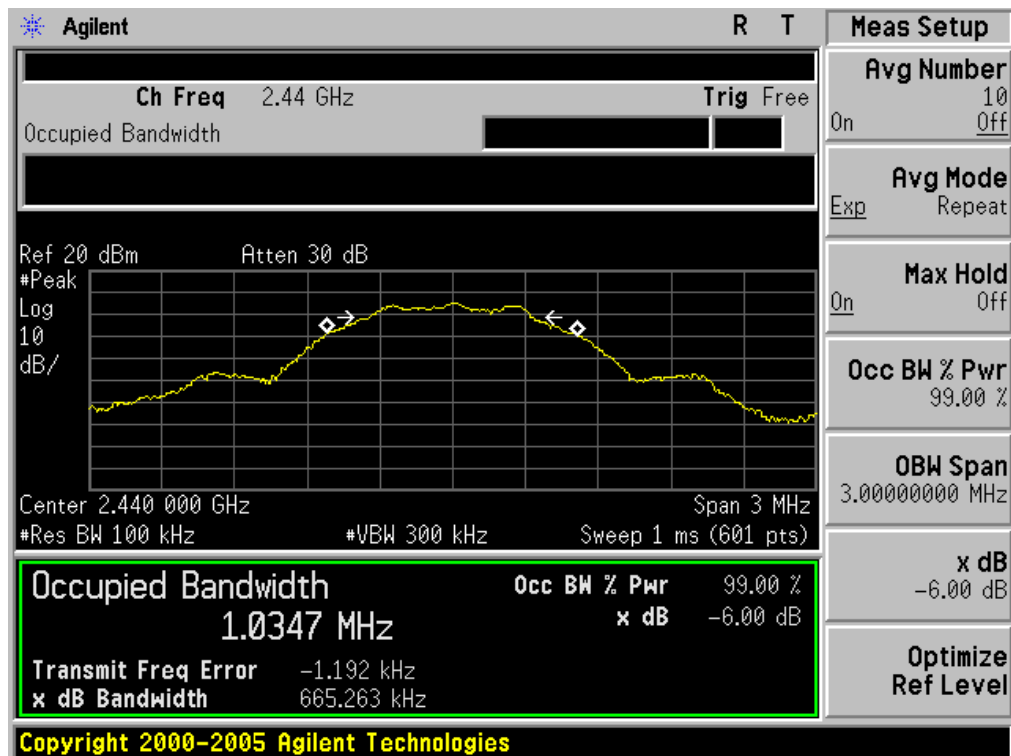 Agilent R T
Ch Freq 2.44 GHz Trig Free
Occupied Bandwidth
Ref 20 dBm Atten 30 dB
#Peak
Log
10
dB/
Center 2.440 000 GHz Span 3 MHz
#Res BW 100 kHz #VBW 300 kHz Sweep 1 ms (601 pts)
Occupied Bandwidth Occ BW % Pwr 99.00 %
1.0347 MHz x dB -6.00 dB
Transmit Freq Error -1.192 kHz
x dB Bandwidth 665.263 kHz
Copyright 2000-2005 Agilent Technologies
Meas Setup
Avg Number
10
On Off
Avg Mode
Exp Repeat
Max Hold
On Off
Occ BW % Pwr
99.00 %
OBW Span
3.00000000 MHz
x dB
-6.00 dB
Optimize
Ref Level